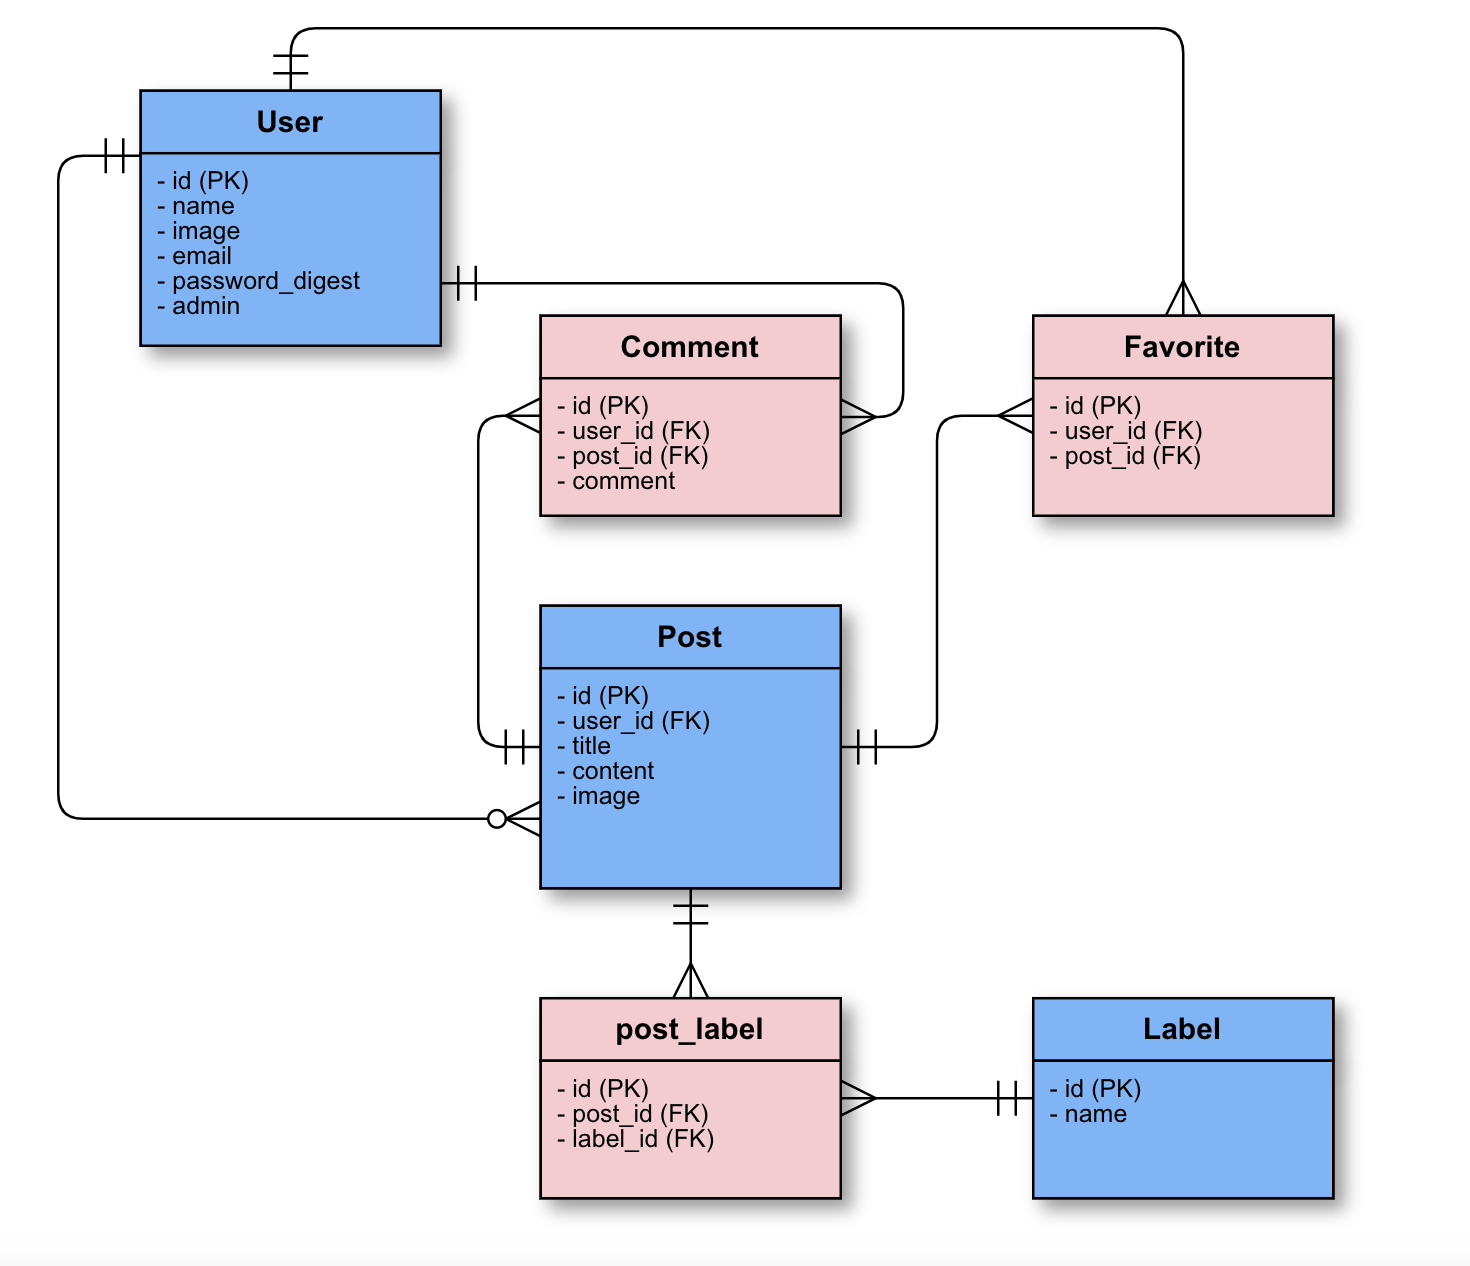 User
- id (PK)
- name
- image
- email
- password_digest
- admin
Comment
- id (PK)
- user_id (FK)
- post_id (FK)
- comment
Favorite
- id (PK)
- user_id (FK)
- post_id (FK)
Post
- id (PK)
- user_id (FK)
- title
- content
- image
post_label
- id (PK)
- post_id (FK)
- label_id (FK)
Label
- id (PK)
- name